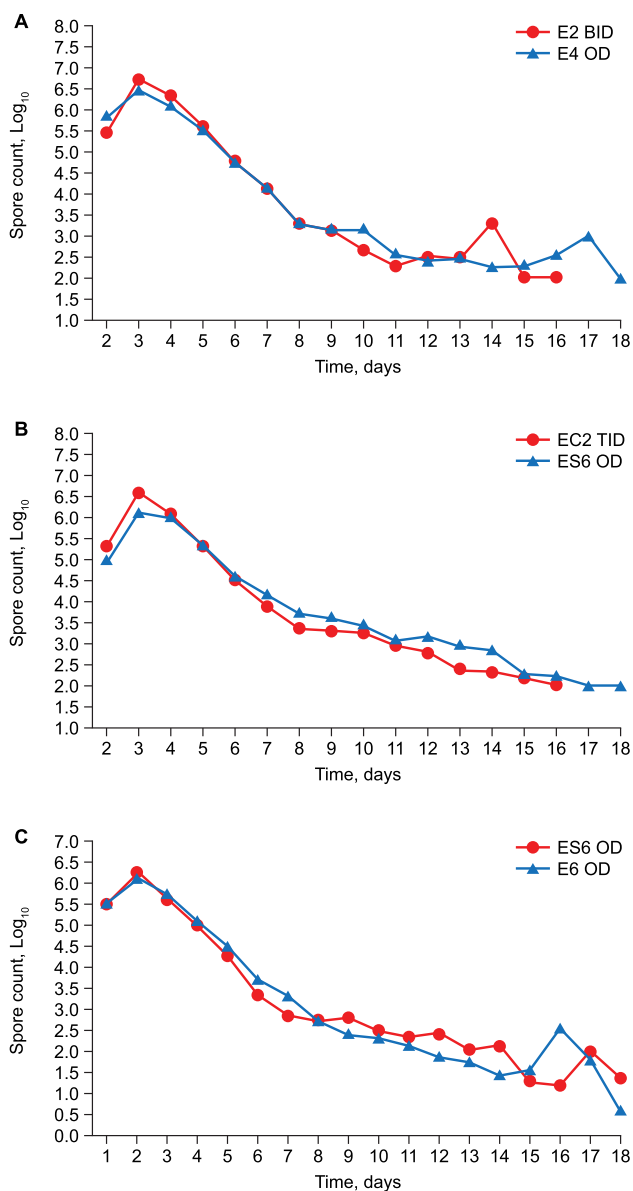 A
E2 BID
E4 OD
Spore count, Log10
8.0
7.5
7.0
6.5
6.0
5.5
5.0
4.5
4.0
3.5
3.0
2.5
2.0
1.5
1.0
2 3 4 5 6 7 8 9 10 11 12 13 14 15 16 17 18
Time, days
B
EC2 TID
ES6 OD
Spore count, Log10
8.0
7.5
7.0
6.5
6.0
5.5
5.0
4.5
4.0
3.5
3.0
2.5
2.0
1.5
1.0
2 3 4 5 6 7 8 9 10 11 12 13 14 15 16 17 18
Time, days
C
ES6 OD
E6 OD
Spore count, Log10
7.0
6.5
6.0
5.5
5.0
4.5
4.0
3.5
3.0
2.5
2.0
1.5
1.0
0.5
0.0
1 2 3 4 5 6 7 8 9 10 11 12 13 14 15 16 17 18
Time, days